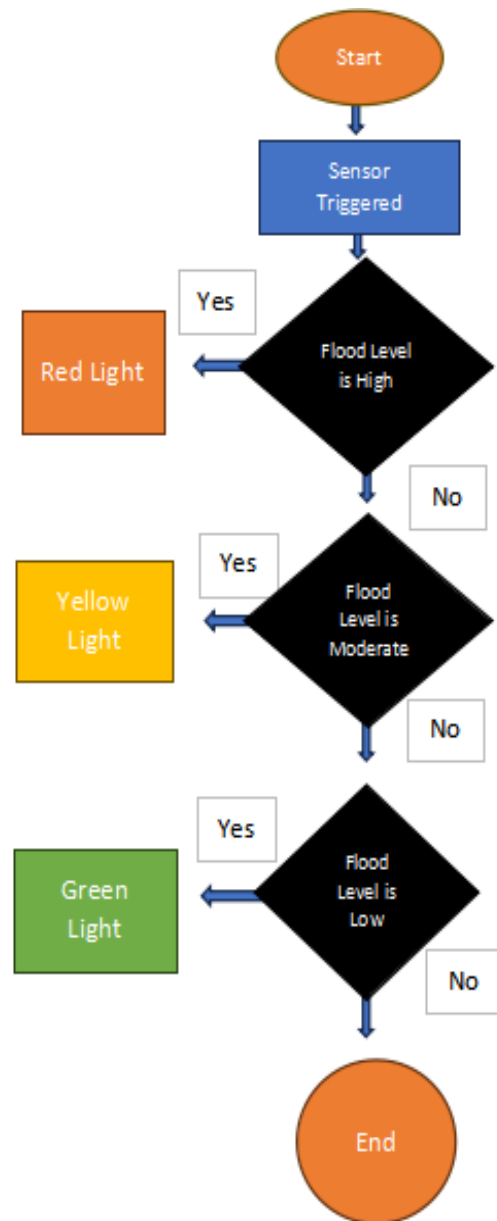 Start
Sensor
Triggered
Yes
Red Light
Flood Level
is High
No
Yes
Yellow
Light
Flood
Level is
Moderate
No
Yes
Green
Light
Flood
Level is
Low
No
End